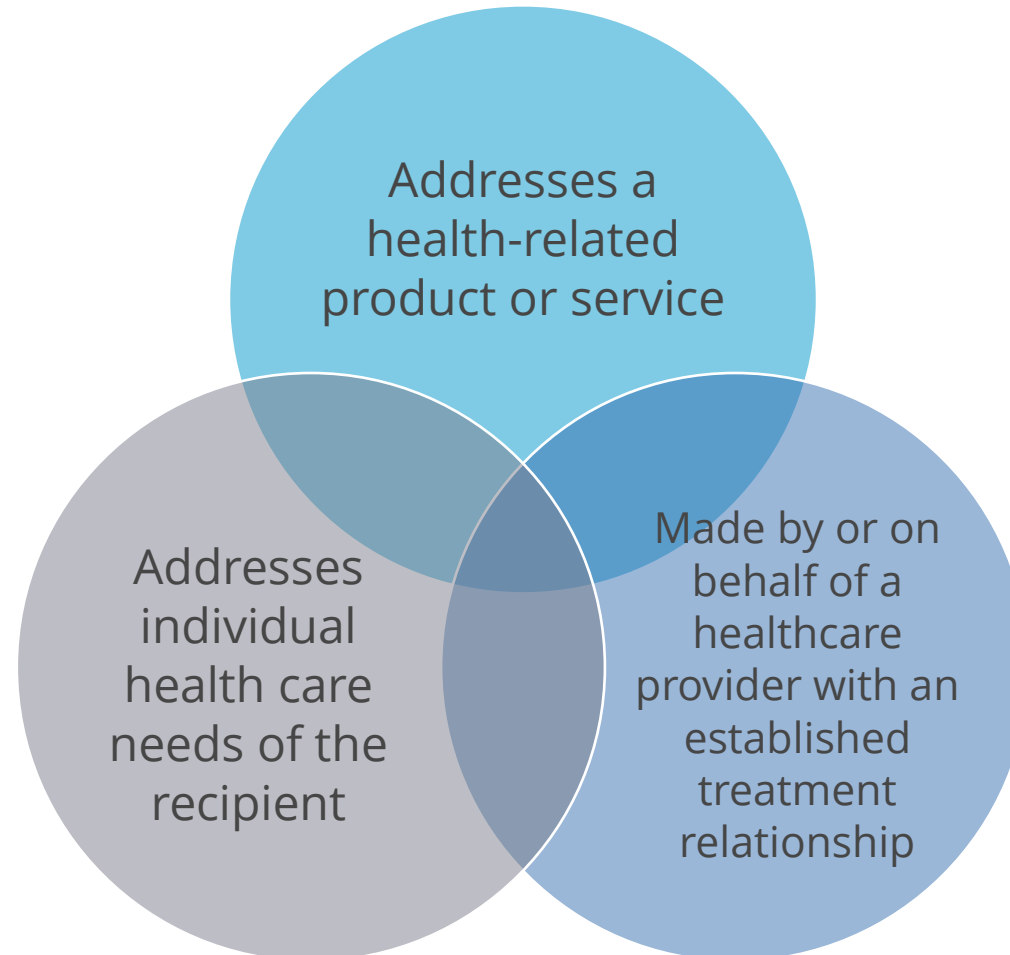 Addresses a
health-related
product or service
Addresses
individual
health care
needs of the
recipient
Made by or on
behalf of a
healthcare
provider with an
established
treatment
relationship